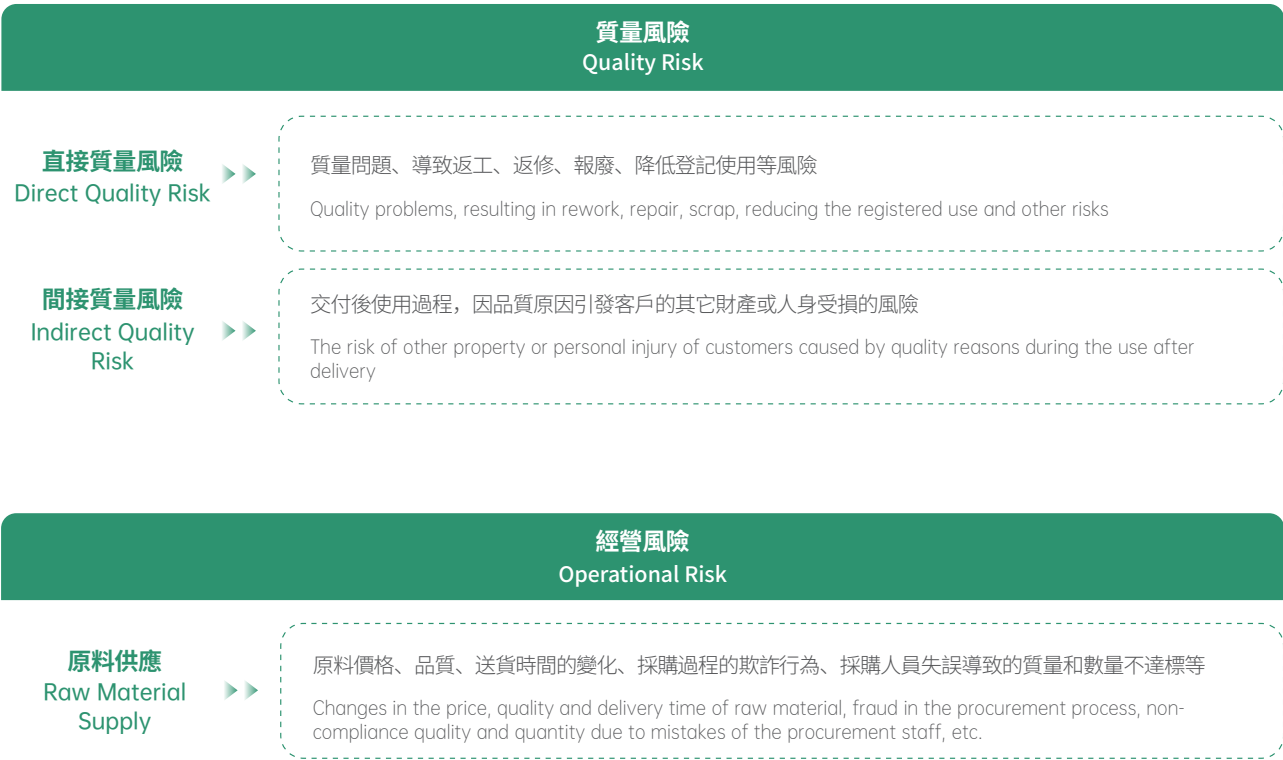 質量風險
Quality Risk
直接質量風險
Direct Quality Risk
質量問題、導致返工、返修、報廢、降低登記使用等風險
Quality problems, resulting in rework, repair, scrap, reducing the registered use and other risks
間接質量風險
Indirect Quality
Risk
交付後使用過程，因品質原因引發客戶的其它財產或人身受損的風險
The risk of other property or personal injury of customers caused by quality reasons during the use after
delivery
經營風險
Operational Risk
原料供應
Raw Material
Supply
原料價格、品質、送貨時間的變化、採購過程的欺詐行為、採購人員失誤導致的質量和數量不達標等
Changes in the price, quality and delivery time of raw material, fraud in the procurement process, non-
compliance quality and quantity due to mistakes of the procurement staff, etc.